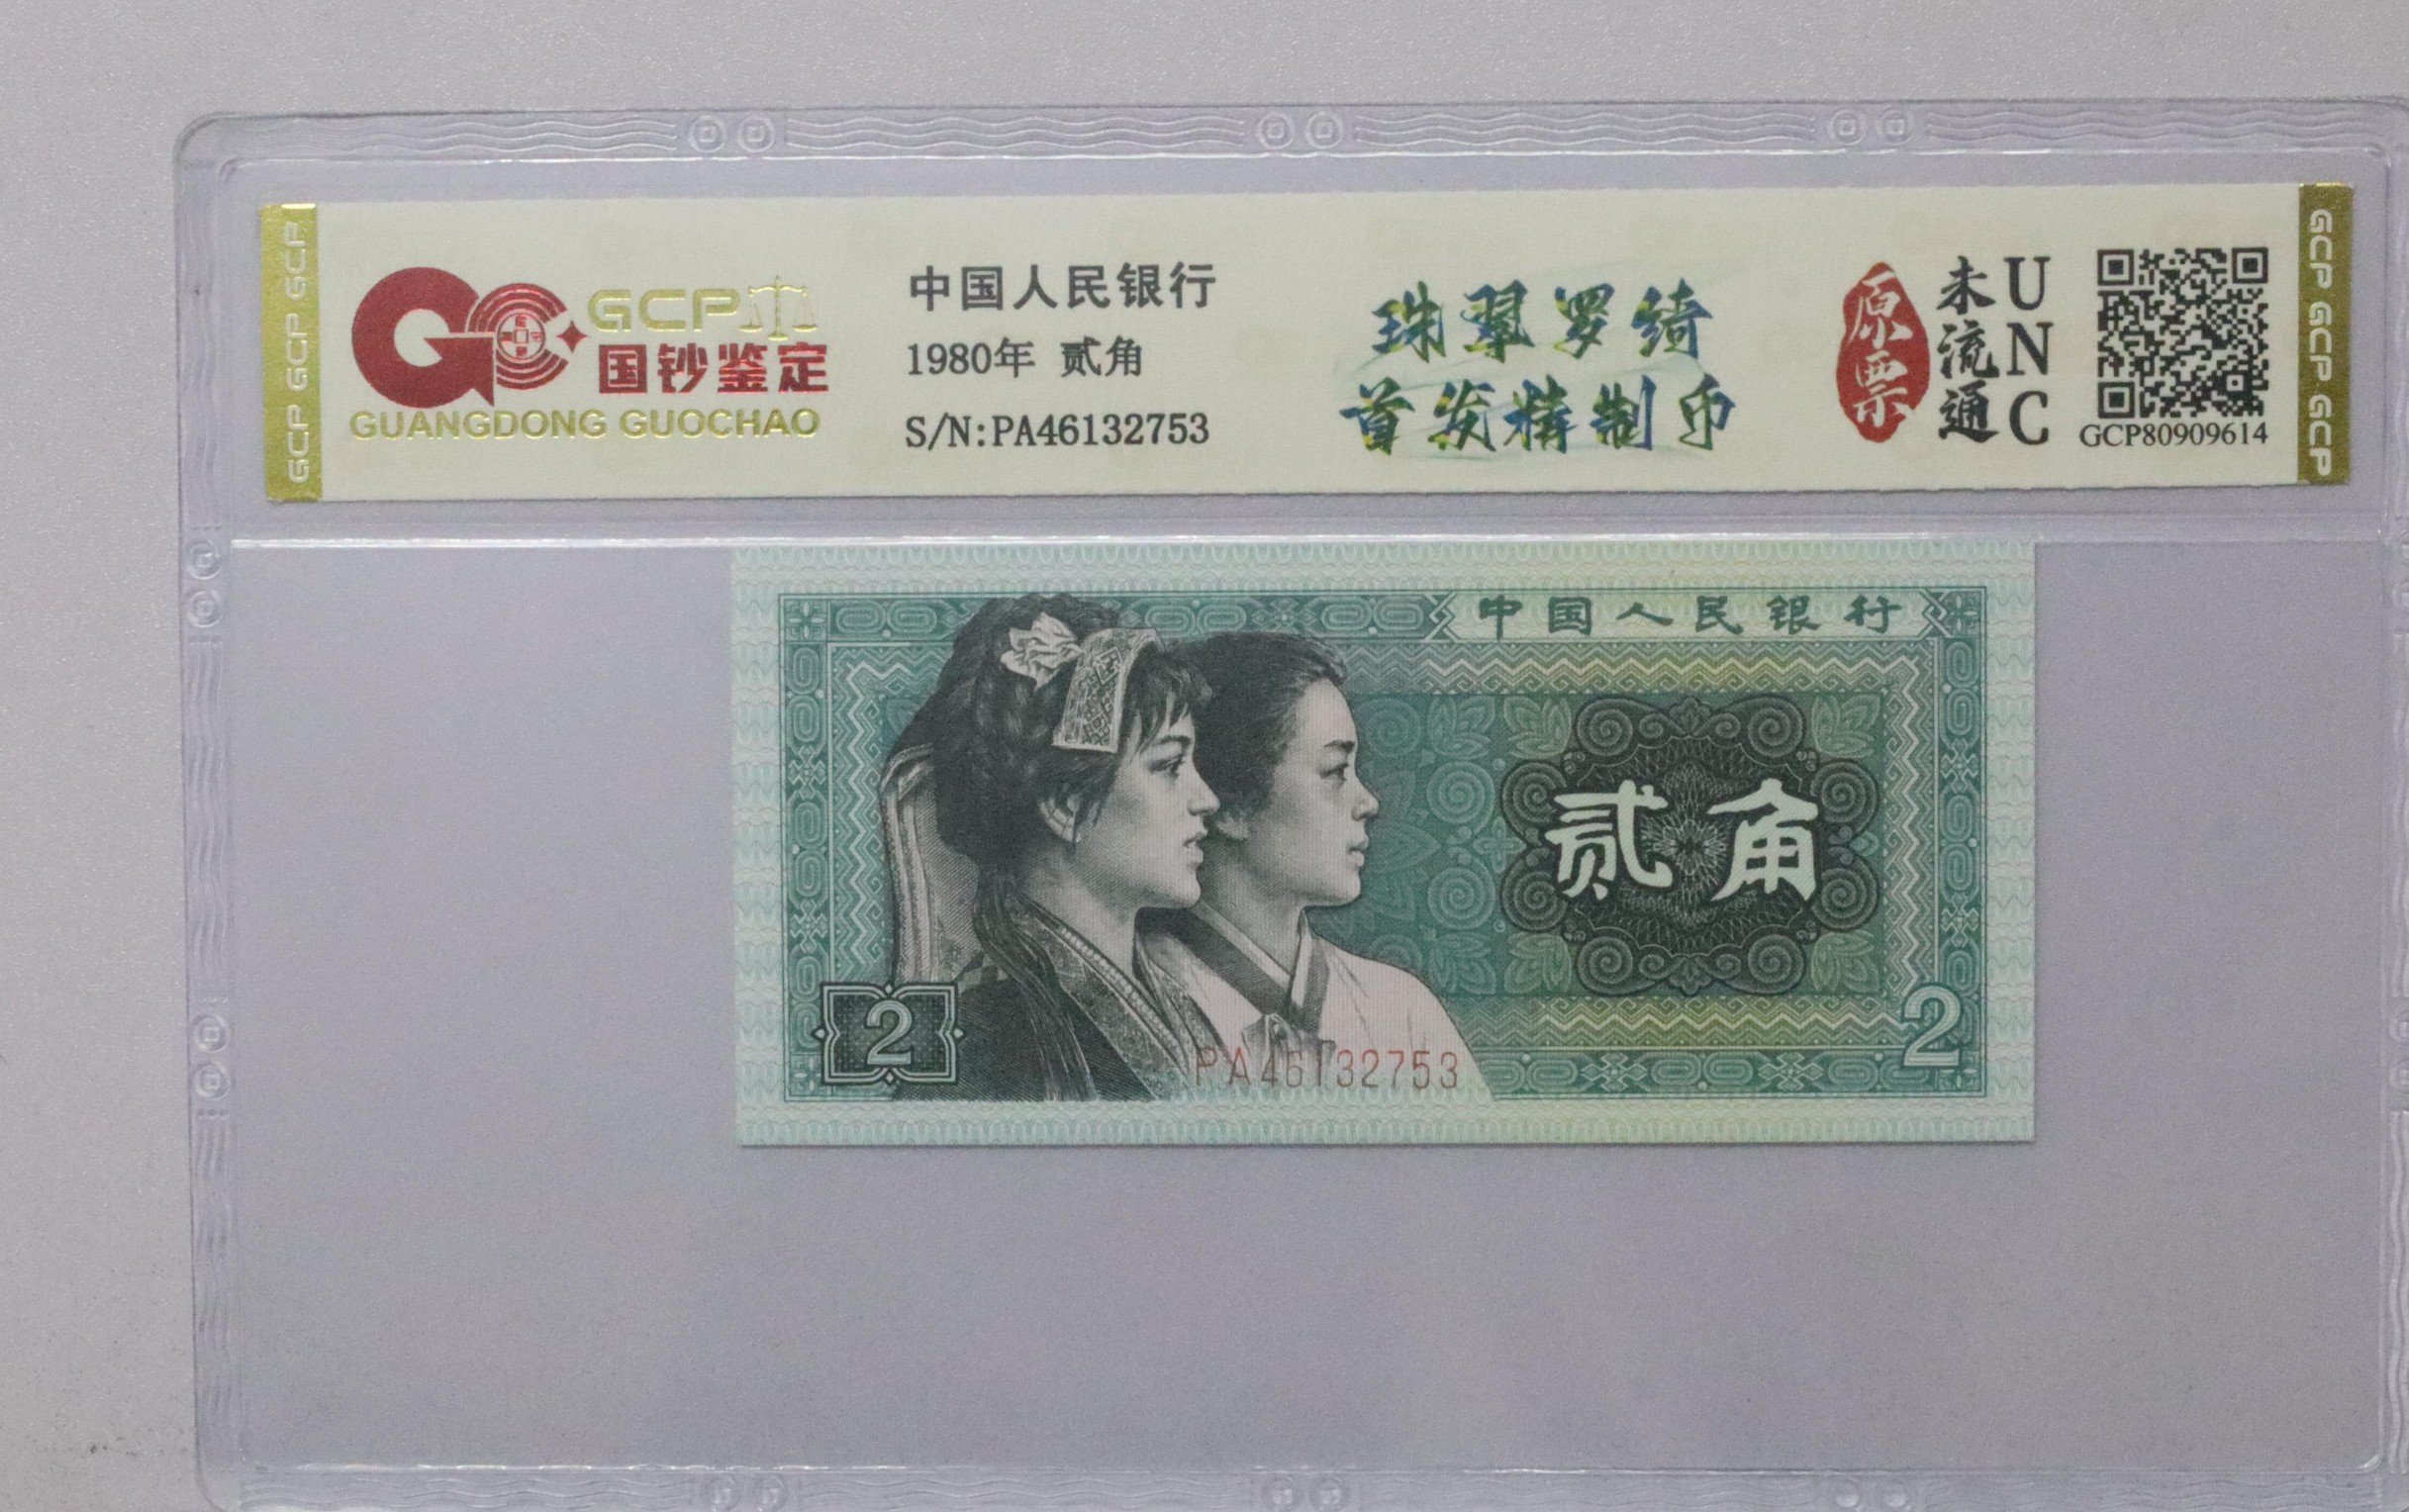 GCP GCP GCP
GCP
国钞鉴定
GUANGDONG GUOCHAO
中国人民银行
1980年 贰角
S/N:PA46132753
珠翠罗绮
首发精制币
原票
未流通
UNC
GCP80909614
GCP GCP GCP
中国人民银行
贰角
2
2
PA46132753